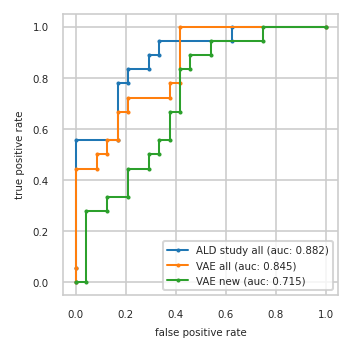 1.0
0.8
0.6
0.4
0.2
0.0
true positive rate
ALD study all (auc: 0.882)
VAE all (auc: 0.845)
VAE new (auc: 0.715)
0.0 0.2 0.4 0.6 0.8 1.0
false positive rate